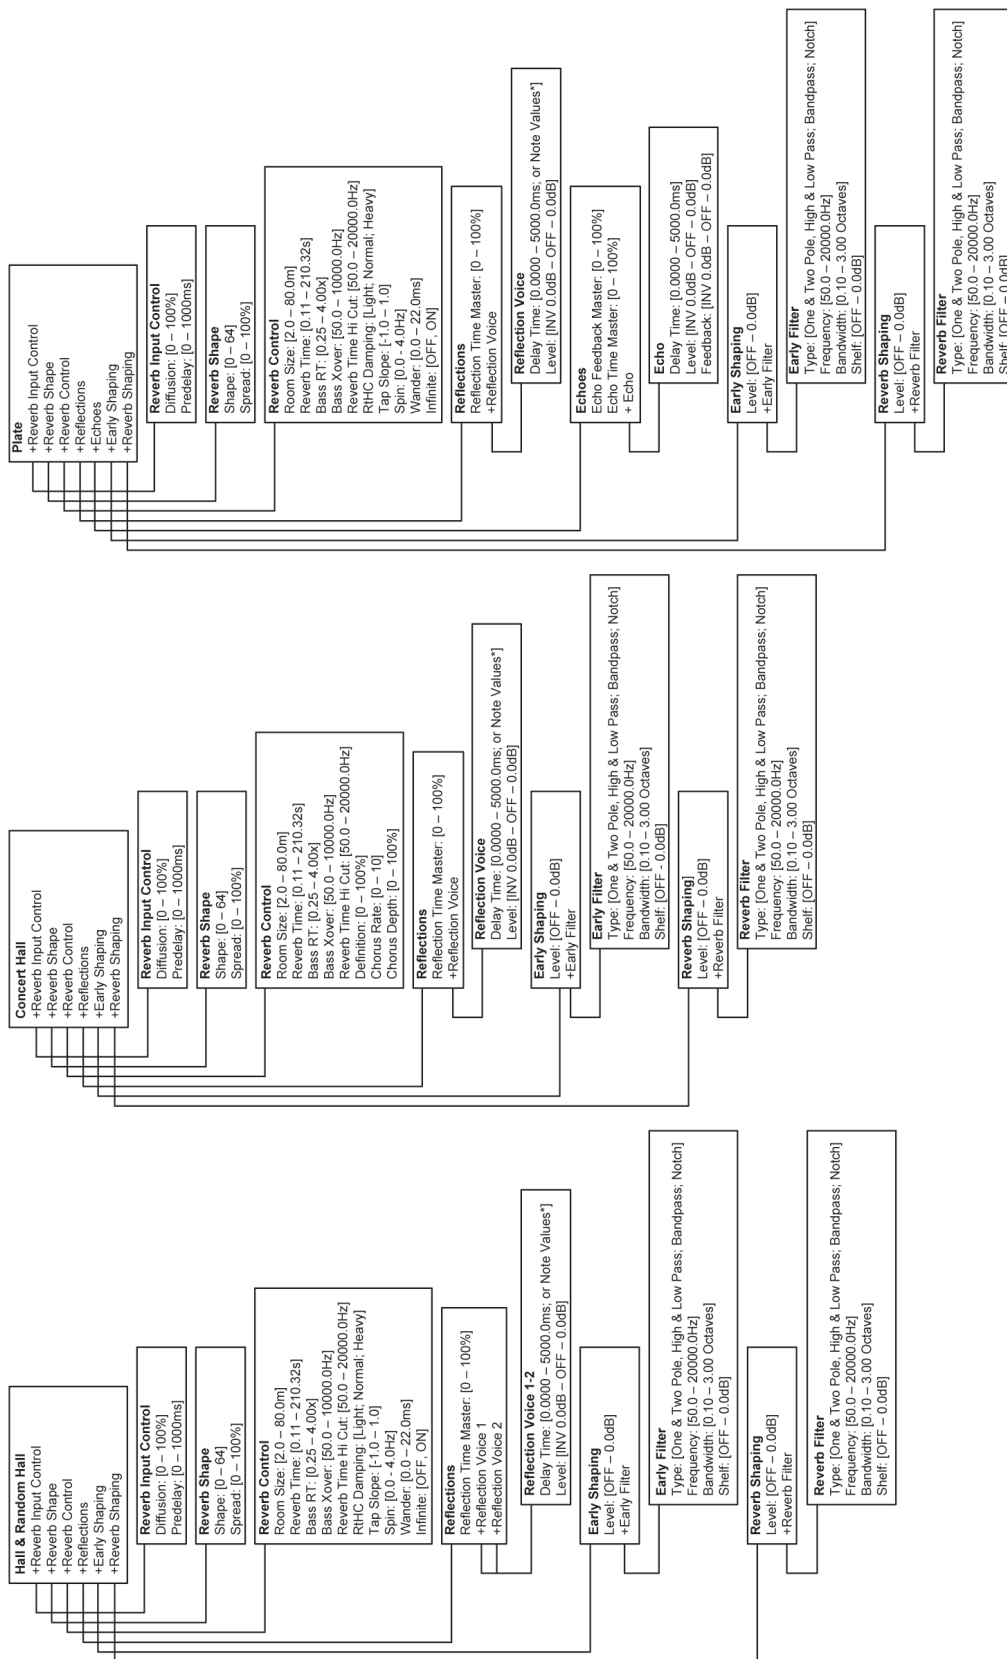 Hall & Random Hall
+Reverb Input Control
+Reverb Shape
+Reverb Control
+Reflections
+Early Shaping
+Reverb Shaping
Reverb Input Control
Diffusion: [0 – 100%]
Predelay: [0 – 1000ms]
Reverb Shape
Shape: [0 – 64]
Spread: [0 –100%]
Reverb Control
Room Size: [2.0 – 80.0m]
Reverb Time: [0.11 – 210.32s]
Bass RT: [0.25 – 4.00x]
Bass Xover: [50.0 – 10000.0Hz]
Reverb Time Hi Cut: [50.0 – 20000.0Hz]
RtHC Damping: [Light; Normal; Heavy]
Tap Slope: [-1.0 – 1.0]
Spin: [0.0 - 4.0Hz]
Wander: [0.0 – 22.0ms]
Infinite: [OFF, ON]
Reflections
Reflection Time Master: [0 – 100%]
+Reflection Voice 1
+Reflection Voice 2
Reflection Voice 1-2
Delay Time: [0.0000 – 5000.0ms; or Note Values*]
Level: [INV 0.0dB – OFF – 0.0dB]
Early Shaping
Level: [OFF – 0.0dB]
+Early Filter
Early Filter
Type: [One & Two Pole, High & Low Pass; Bandpass; Notch]
Frequency: [50.0 – 20000.0Hz]
Bandwidth: [0.10 – 3.00 Octaves]
Shelf: [OFF – 0.0dB]
Reverb Shaping
Level: [OFF – 0.0dB]
+Reverb Filter
Reverb Filter
Type: [One & Two Pole, High & Low Pass; Bandpass; Notch]
Frequency: [50.0 – 20000.0Hz]
Bandwidth: [0.10 – 3.00 Octaves]
Shelf: [OFF – 0.0dB]
Concert Hall
+Reverb Input Control
+Reverb Shape
+Reverb Control
+Reflections
+Early Shaping
+Reverb Shaping
Reverb Input Control
Diffusion: [0 – 100%]
Predelay: [0 – 1000ms]
Reverb Shape
Shape: [0 – 64]
Spread: [0 – 100%]
Reverb Control
Room Size: [2.0 – 80.0m]
Reverb Time: [0.11 – 210.32s]
Bass RT: [0.25 – 4.00x]
Bass Xover: [50.0 – 10000.0Hz]
Reverb Time Hi Cut: [50.0 – 20000.0Hz]
Definition: [0 – 100%]
Chorus Rate: [0 – 10]
Chorus Depth: [0 – 100%]
Reflections
Reflection Time Master: [0 – 100%]
+Reflection Voice
Reflection Voice
Delay Time: [0.0000 – 5000.0ms; or Note Values*]
Level: [INV 0.0dB – OFF – 0.0dB]
Early Shaping
Level: [OFF – 0.0dB]
+Early Filter
Early Filter
Type: [One & Two Pole, High & Low Pass; Bandpass; Notch]
Frequency: [50.0 – 20000.0Hz]
Bandwidth: [0.10 – 3.00 Octaves]
Shelf: [OFF – 0.0dB]
Reverb Shaping]
Level: [OFF – 0.0dB]
+Reverb Filter
Reverb Filter
Type: [One & Two Pole, High & Low Pass; Bandpass; Notch]
Frequency: [50.0 – 20000.0Hz]
Bandwidth: [0.10 – 3.00 Octaves]
Shelf: [OFF – 0.0dB]
Plate
+Reverb Input Control
+Reverb Shape
+Reverb Control
+Reflections
+Echoes
+Early Shaping
+Reverb Shaping
Reverb Input Control
Diffusion: [0 – 100%]
Predelay: [0 – 1000ms]
Reverb Shape
Shape: [0 – 64]
Spread: [0 – 100%]
Reverb Control
Room Size: [2.0 – 80.0m]
Reverb Time: [0.11 – 210.32s]
Bass RT: [0.25 – 4.00x]
Bass Xover: [50.0 – 10000.0Hz]
Reverb Time Hi Cut: [50.0 – 20000.0Hz]
RtHC Damping: [Light; Normal; Heavy]
Tap Slope: [-1.0 – 1.0]
Spin: [0.0 - 4.0Hz]
Wander: [0.0 – 22.0ms]
Infinite: [OFF, ON]
Reflections
Reflection Time Master: [0 – 100%]
+Reflection Voice
Reflection Voice
Delay Time: [0.0000 – 5000.0ms; or Note Values*]
Level: [INV 0.0dB – OFF – 0.0dB]
Echoes
Echo Feedback Master: [0 – 100%]
Echo Time Master: [0 – 100%]
+ Echo
Echo
Delay Time: [0.0000 – 5000.0ms]
Level: [INV 0.0dB – OFF – 0.0dB]
Feedback: [INV 0.0dB – OFF – 0.0dB]
Early Shaping
Level: [OFF – 0.0dB]
+Early Filter
Early Filter
Type: [One & Two Pole, High & Low Pass; Bandpass; Notch]
Frequency: [50.0 – 20000.0Hz]
Bandwidth: [0.10 – 3.00 Octaves]
Shelf: [OFF – 0.0dB]
Reverb Shaping
Level: [OFF – 0.0dB]
+Reverb Filter
Reverb Filter
Type: [One & Two Pole, High & Low Pass; Bandpass; Notch]
Frequency: [50.0 – 20000.0Hz]
Bandwidth: [0.10 – 3.00 Octaves]
Shelf: [OFF – 0.0dB]